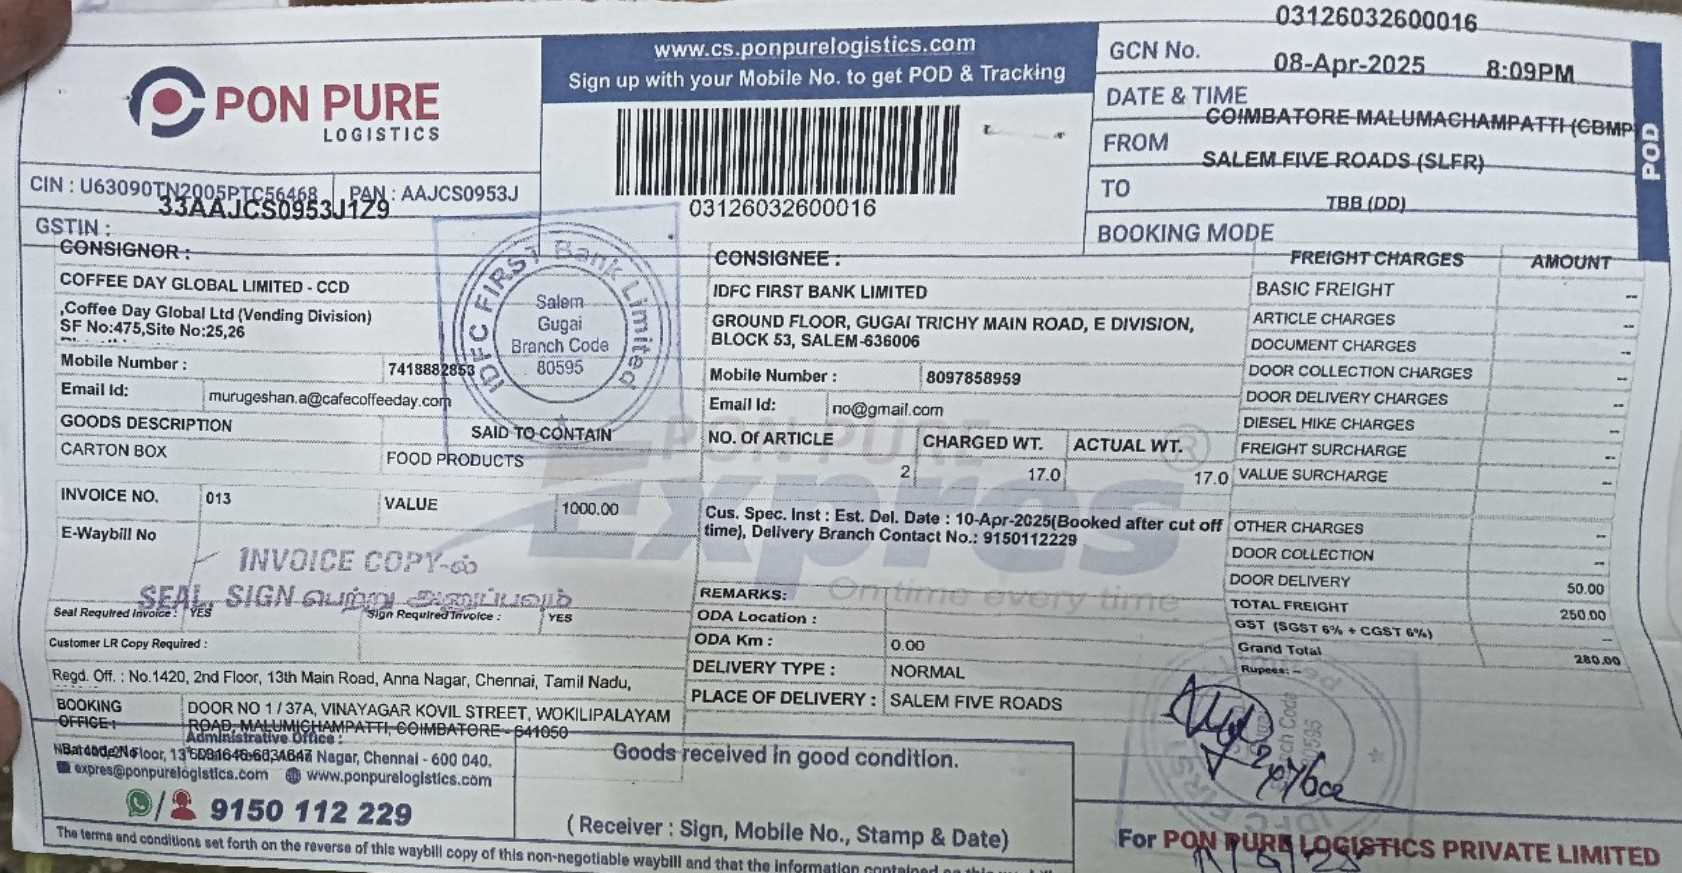 03126032600016
www.cs.ponpurelogistics.com
Sign up with your Mobile No. to get POD & Tracking
GCN No.
08-Apr-2025 8:09PM
PON PURE
LOGISTICS
DATE & TIME
COIMBATORE MALUMACHAMPATTI (CBMP
FROM
SALEM FIVE ROADS (SLFR)
TO
TBB (DD)
BOOKING MODE
POD
CIN : U63090TN2005PTC56468 PAN : AAJCS0953J
33AAJCS0953J1Z9
GSTIN :
03126032600016
CONSIGNOR :
COFFEE DAY GLOBAL LIMITED - CCD
,Coffee Day Global Ltd (Vending Division)
SF No:475,Site No:25,26
Mobile Number : 7418882853
Email Id: murugeshan.a@cafecoffeeday.com
IDFC FIRST Bank Limited
Salem
Gugai
Branch Code
80595
CONSIGNEE :
IDFC FIRST BANK LIMITED
GROUND FLOOR, GUGAI TRICHY MAIN ROAD, E DIVISION,
BLOCK 53, SALEM-636006
Mobile Number : 8097858959
Email Id: no@gmail.com
GOODS DESCRIPTION SAID TO CONTAIN
CARTON BOX FOOD PRODUCTS
NO. Of ARTICLE CHARGED WT. ACTUAL WT.
2 17.0 17.0
INVOICE NO. 013 VALUE 1000.00
E-Waybill No
Cus. Spec. Inst : Est. Del. Date : 10-Apr-2025(Booked after cut off
time), Delivery Branch Contact No.: 9150112229
PON PURE
Expres
On time every time
INVOICE COPY-ல்
SEAL, SIGN பெற்று அனுப்பவும்
Seal Required Invoice : YES Sign Required Invoice : YES
Customer LR Copy Required :
REMARKS:
ODA Location :
ODA Km : 0.00
DELIVERY TYPE : NORMAL
PLACE OF DELIVERY : SALEM FIVE ROADS
FREIGHT CHARGES AMOUNT
BASIC FREIGHT --
ARTICLE CHARGES --
DOCUMENT CHARGES --
DOOR COLLECTION CHARGES --
DOOR DELIVERY CHARGES --
DIESEL HIKE CHARGES --
FREIGHT SURCHARGE --
VALUE SURCHARGE --
OTHER CHARGES --
DOOR COLLECTION --
DOOR DELIVERY 50.00
TOTAL FREIGHT 250.00
GST (SGST 6% + CGST 6%) --
Grand Total 280.00
Rupees: --
Regd. Off. : No.1420, 2nd Floor, 13th Main Road, Anna Nagar, Chennai, Tamil Nadu,
BOOKING
OFFICE :
DOOR NO 1 / 37A, VINAYAGAR KOVIL STREET, WOKILIPALAYAM
ROAD, MALUMICHAMPATTI, COIMBATORE - 641050
Administrative Office :
Nagar, Chennai - 600 040.
expres@ponpurelogistics.com www.ponpurelogistics.com
9150 112 229
Goods received in good condition.
( Receiver : Sign, Mobile No., Stamp & Date)
For PON PURE LOGISTICS PRIVATE LIMITED
The terms and conditions set forth on the reverse of this waybill copy of this non-negotiable waybill and that the information contained